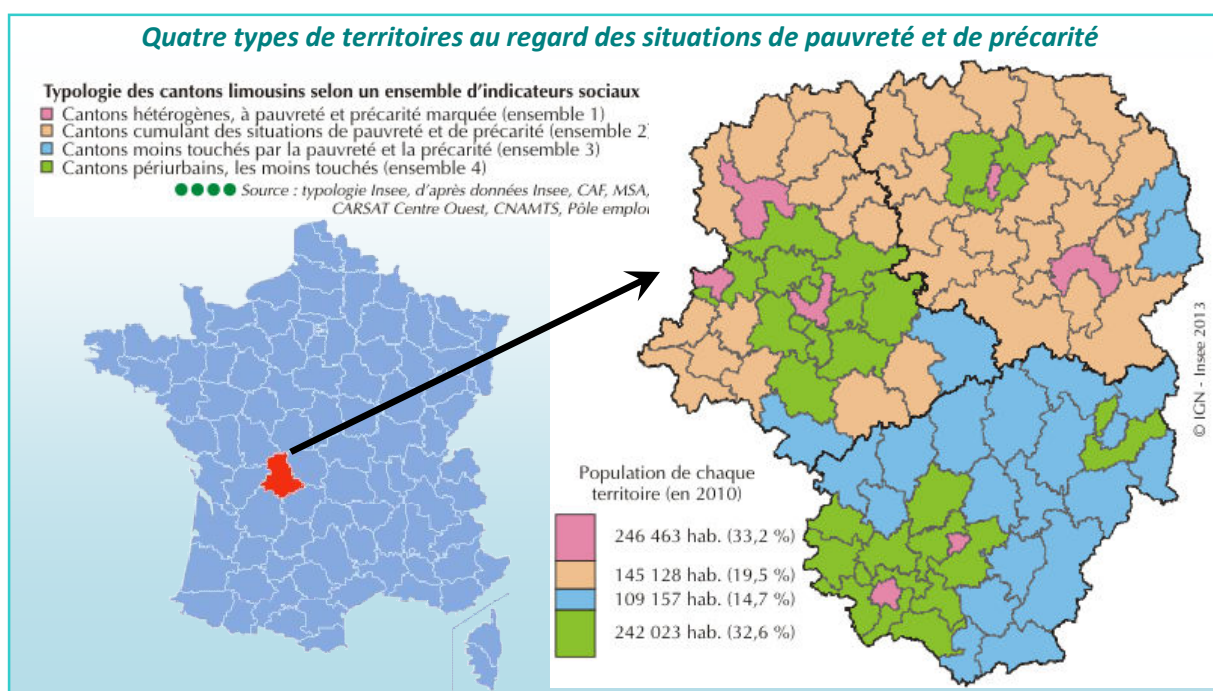 Quatre types de territoires au regard des situations de pauvreté et de précarité
Typologie des cantons limousins selon un ensemble d'indicateurs sociaux
Cantons hétérogènes, à pauvreté et précarité marquée (ensemble 1)
Cantons cumulant des situations de pauvreté et de précarité (ensemble 2)
Cantons moins touchés par la pauvreté et la précarité (ensemble 3)
Cantons périurbains, les moins touchés (ensemble 4)
Source : typologie Insee, d'après données Insee, CAF, MSA,
CARSAT Centre Ouest, CNAMTS, Pôle emploi
© IGN - Insee 2013
Population de chaque
territoire (en 2010)
246 463 hab. (33,2 %)
145 128 hab. (19,5 %)
109 157 hab. (14,7 %)
242 023 hab. (32,6 %)